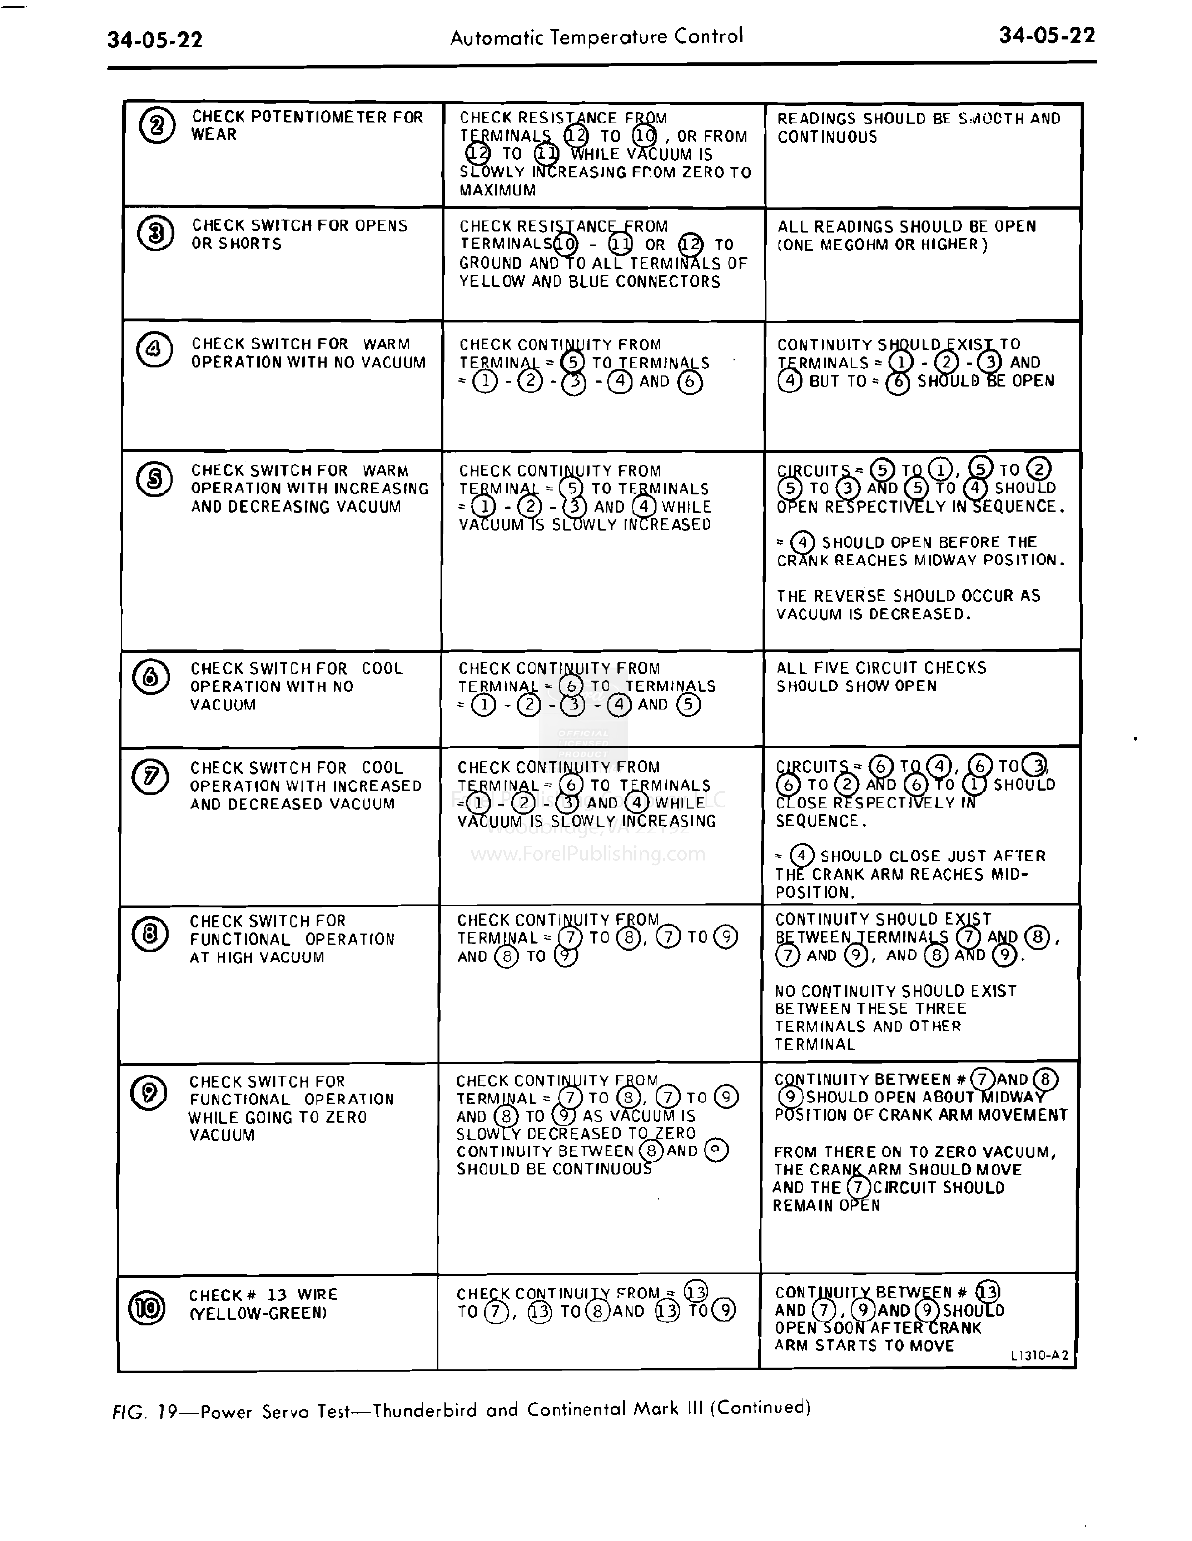 34-05-22 Automatic Temperature Control 34-05-22
2 CHECK POTENTIOMETER FOR
WEAR
CHECK RESISTANCE FROM
TERMINALS 12 TO 10, OR FROM
12 TO 11 WHILE VACUUM IS
SLOWLY INCREASING FROM ZERO TO
MAXIMUM
READINGS SHOULD BE SMOOTH AND
CONTINUOUS
3 CHECK SWITCH FOR OPENS
OR SHORTS
CHECK RESISTANCE FROM
TERMINALS 10 - 11 OR 12 TO
GROUND AND TO ALL TERMINALS OF
YELLOW AND BLUE CONNECTORS
ALL READINGS SHOULD BE OPEN
(ONE MEGOHM OR HIGHER)
4 CHECK SWITCH FOR WARM
OPERATION WITH NO VACUUM
CHECK CONTINUITY FROM
TERMINAL = 5 TO TERMINALS
= 1 - 2 - 3 - 4 AND 6
CONTINUITY SHOULD EXIST TO
TERMINALS = 1 - 2 - 3 AND
4 BUT TO = 6 SHOULD BE OPEN
5 CHECK SWITCH FOR WARM
OPERATION WITH INCREASING
AND DECREASING VACUUM
CHECK CONTINUITY FROM
TERMINAL = 5 TO TERMINALS
= 1 - 2 - 3 AND 4 WHILE
VACUUM IS SLOWLY INCREASED
CIRCUITS = 5 TO 1, 5 TO 2
5 TO 3 AND 5 TO 4 SHOULD
OPEN RESPECTIVELY IN SEQUENCE.
= 4 SHOULD OPEN BEFORE THE
CRANK REACHES MIDWAY POSITION.
THE REVERSE SHOULD OCCUR AS
VACUUM IS DECREASED.
6 CHECK SWITCH FOR COOL
OPERATION WITH NO
VACUUM
CHECK CONTINUITY FROM
TERMINAL = 6 TO TERMINALS
= 1 - 2 - 3 - 4 AND 5
ALL FIVE CIRCUIT CHECKS
SHOULD SHOW OPEN
OFFICIAL
LICENSED
PRODUCT
7 CHECK SWITCH FOR COOL
OPERATION WITH INCREASED
AND DECREASED VACUUM
CHECK CONTINUITY FROM
TERMINAL = 6 TO TERMINALS
= 1 - 2 - 3 AND 4 WHILE
VACUUM IS SLOWLY INCREASING
www.ForelPublishing.com
CIRCUITS = 6 TO 4, 6 TO 3,
6 TO 2 AND 6 TO 1 SHOULD
CLOSE RESPECTIVELY IN
SEQUENCE.
= 4 SHOULD CLOSE JUST AFTER
THE CRANK ARM REACHES MID-
POSITION.
8 CHECK SWITCH FOR
FUNCTIONAL OPERATION
AT HIGH VACUUM
CHECK CONTINUITY FROM
TERMINAL = 7 TO 8, 7 TO 9
AND 8 TO 9
CONTINUITY SHOULD EXIST
BETWEEN TERMINALS 7 AND 8,
7 AND 9, AND 8 AND 9.
NO CONTINUITY SHOULD EXIST
BETWEEN THESE THREE
TERMINALS AND OTHER
TERMINAL
9 CHECK SWITCH FOR
FUNCTIONAL OPERATION
WHILE GOING TO ZERO
VACUUM
CHECK CONTINUITY FROM
TERMINAL = 7 TO 8, 7 TO 9
AND 8 TO 9 AS VACUUM IS
SLOWLY DECREASED TO ZERO
CONTINUITY BETWEEN 8 AND 9
SHOULD BE CONTINUOUS
CONTINUITY BETWEEN # 7 AND 8
9 SHOULD OPEN ABOUT MIDWAY
POSITION OF CRANK ARM MOVEMENT
FROM THERE ON TO ZERO VACUUM,
THE CRANK ARM SHOULD MOVE
AND THE 7 CIRCUIT SHOULD
REMAIN OPEN
10 CHECK # 13 WIRE
(YELLOW-GREEN)
CHECK CONTINUITY FROM = 13
TO 7, 13 TO 8 AND 13 TO 9
CONTINUITY BETWEEN # 13
AND 7, 9 AND 9 SHOULD
OPEN SOON AFTER CRANK
ARM STARTS TO MOVE
L1310-A2
FIG. 19—Power Servo Test—Thunderbird and Continental Mark III (Continued)